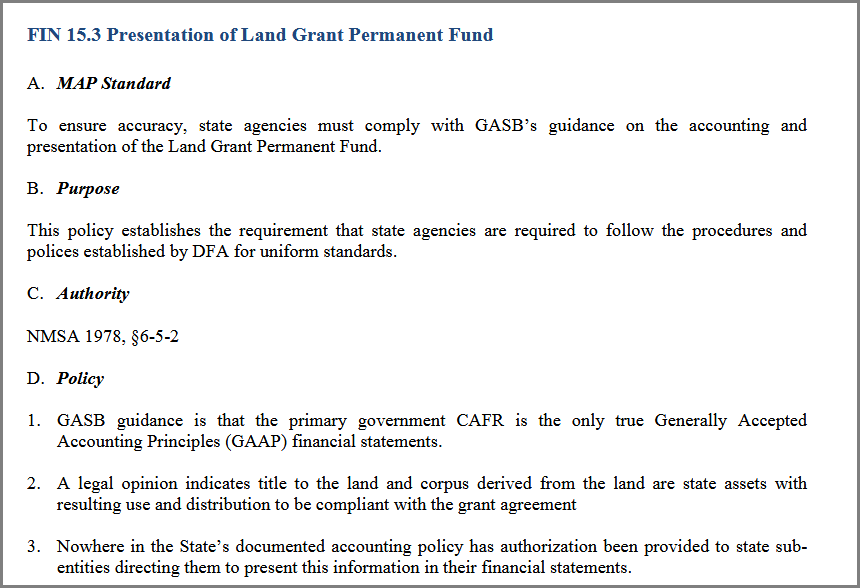 FIN 15.3 Presentation of Land Grant Permanent Fund
A. MAP Standard
To ensure accuracy, state agencies must comply with GASB’s guidance on the accounting and
presentation of the Land Grant Permanent Fund.
B. Purpose
This policy establishes the requirement that state agencies are required to follow the procedures and
polices established by DFA for uniform standards.
C. Authority
NMSA 1978, §6-5-2
D. Policy
1. GASB guidance is that the primary government CAFR is the only true Generally Accepted
Accounting Principles (GAAP) financial statements.
2. A legal opinion indicates title to the land and corpus derived from the land are state assets with
resulting use and distribution to be compliant with the grant agreement
3. Nowhere in the State’s documented accounting policy has authorization been provided to state sub-
entities directing them to present this information in their financial statements.